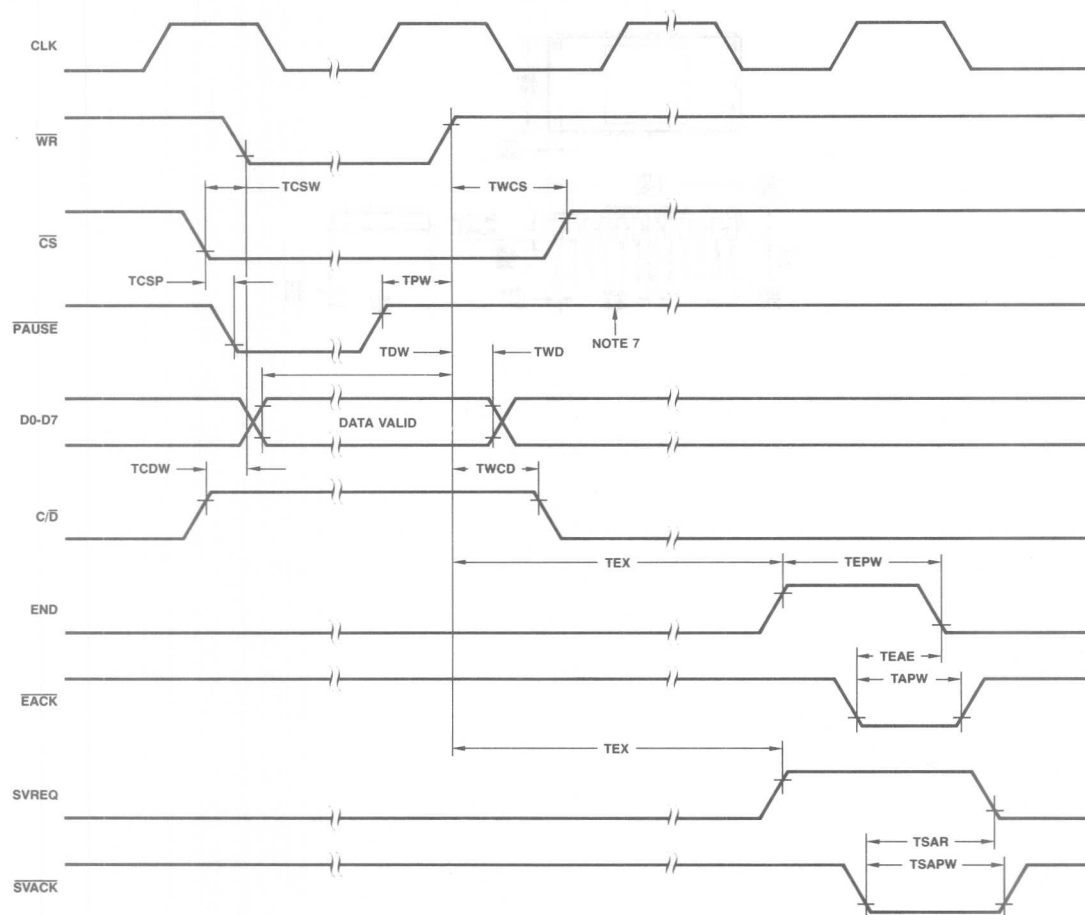 CLK
WR
TCSW
TWCS
CS
TCSP
TPW
PAUSE
NOTE 7
TDW
TWD
D0-D7
DATA VALID
TCDW
TWCD
C/D
TEX
TEPW
END
TEAE
EACK
TAPW
TEX
SVREQ
TSAR
TSAPW
SVACK